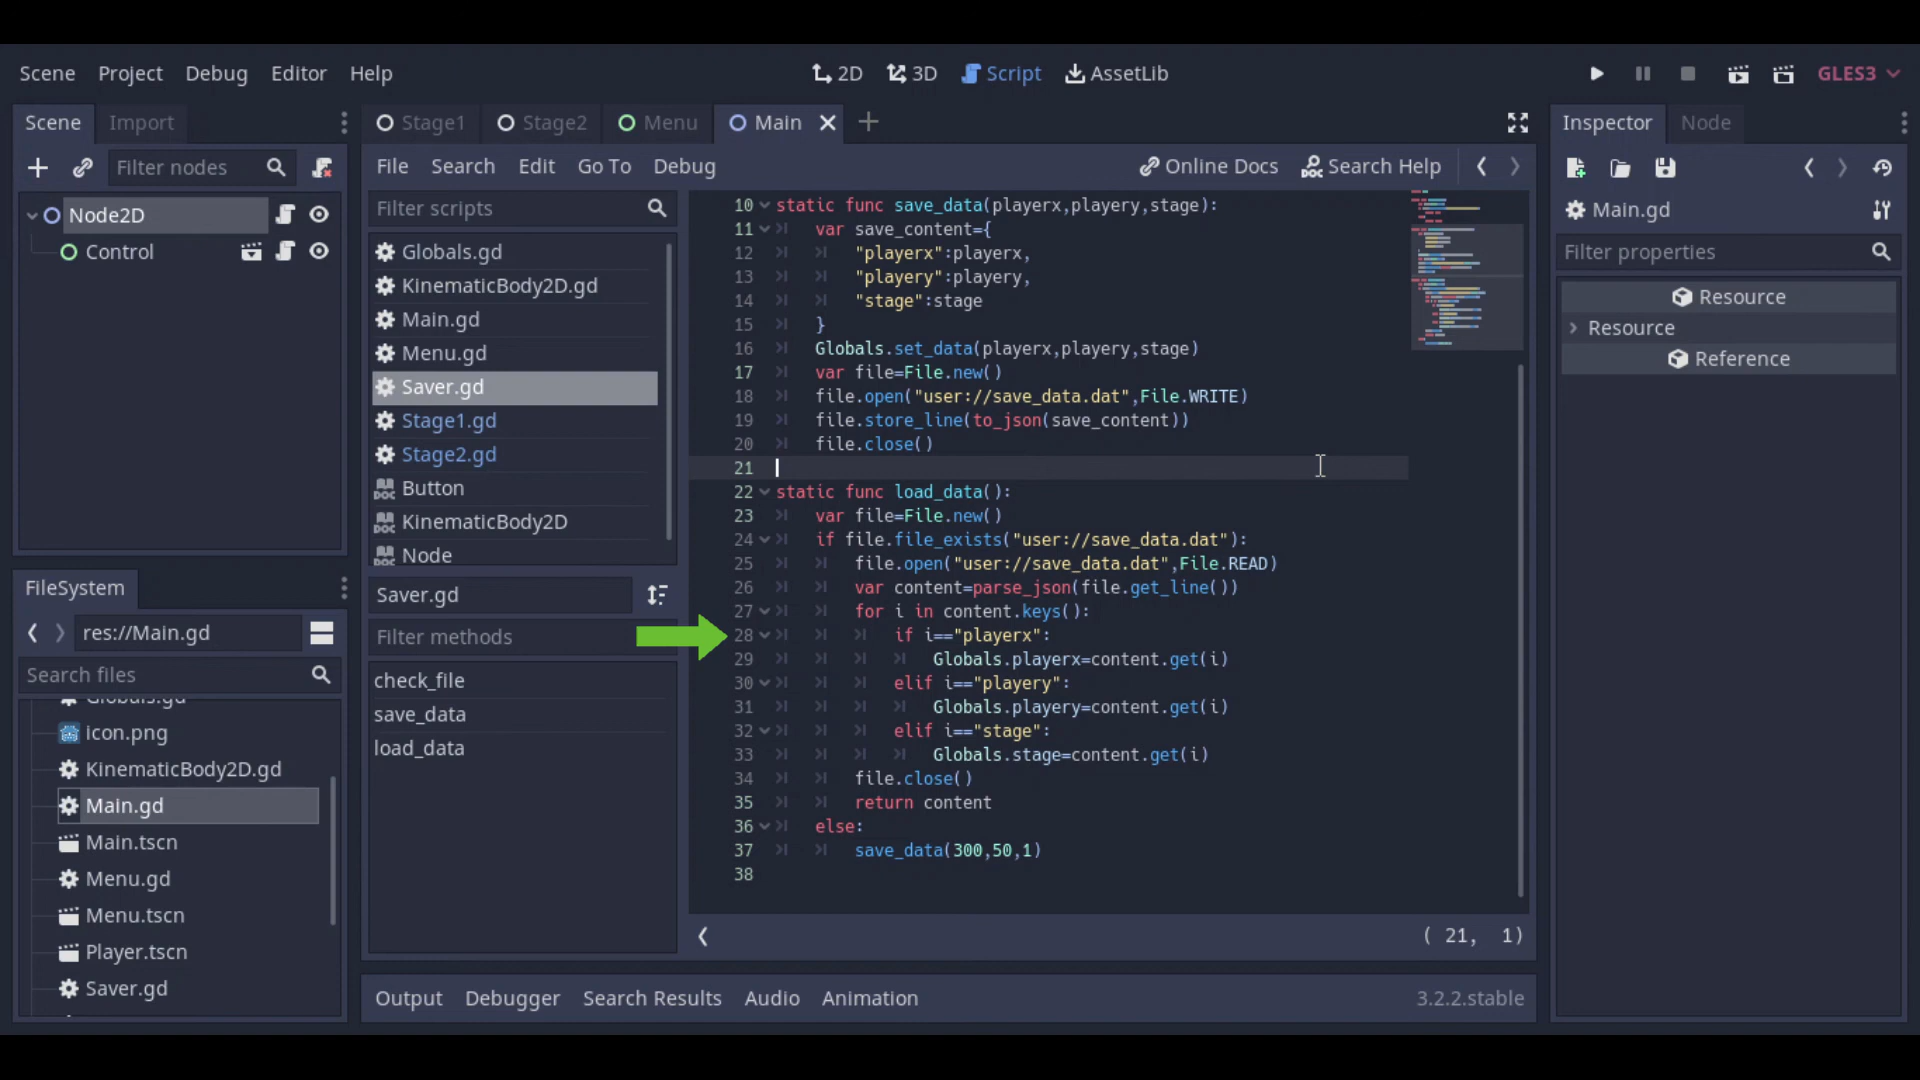 Scene Project Debug Editor Help
2D 3D Script AssetLib
GLES3
Scene Import
Filter nodes
Node2D
Control
FileSystem
res://Main.gd
Search files
Globals.gd
icon.png
KinematicBody2D.gd
Main.gd
Main.tscn
Menu.gd
Menu.tscn
Player.tscn
Saver.gd
Stage1 Stage2 Menu Main
File Search Edit Go To Debug
Online Docs Search Help
Filter scripts
Globals.gd
KinematicBody2D.gd
Main.gd
Menu.gd
Saver.gd
Stage1.gd
Stage2.gd
DOC Button
DOC KinematicBody2D
DOC Node
Saver.gd
Filter methods
check_file
save_data
load_data
10 static func save_data(playerx,playery,stage):
11 var save_content={
12 "playerx":playerx,
13 "playery":playery,
14 "stage":stage
15 }
16 Globals.set_data(playerx,playery,stage)
17 var file=File.new()
18 file.open("user://save_data.dat",File.WRITE)
19 file.store_line(to_json(save_content))
20 file.close()
21
22 static func load_data():
23 var file=File.new()
24 if file.file_exists("user://save_data.dat"):
25 file.open("user://save_data.dat",File.READ)
26 var content=parse_json(file.get_line())
27 for i in content.keys():
28 if i=="playerx":
29 Globals.playerx=content.get(i)
30 elif i=="playery":
31 Globals.playery=content.get(i)
32 elif i=="stage":
33 Globals.stage=content.get(i)
34 file.close()
35 return content
36 else:
37 save_data(300,50,1)
38
( 21, 1)
Output Debugger Search Results Audio Animation
3.2.2.stable
Inspector Node
Main.gd
Filter properties
Resource
Resource
Reference